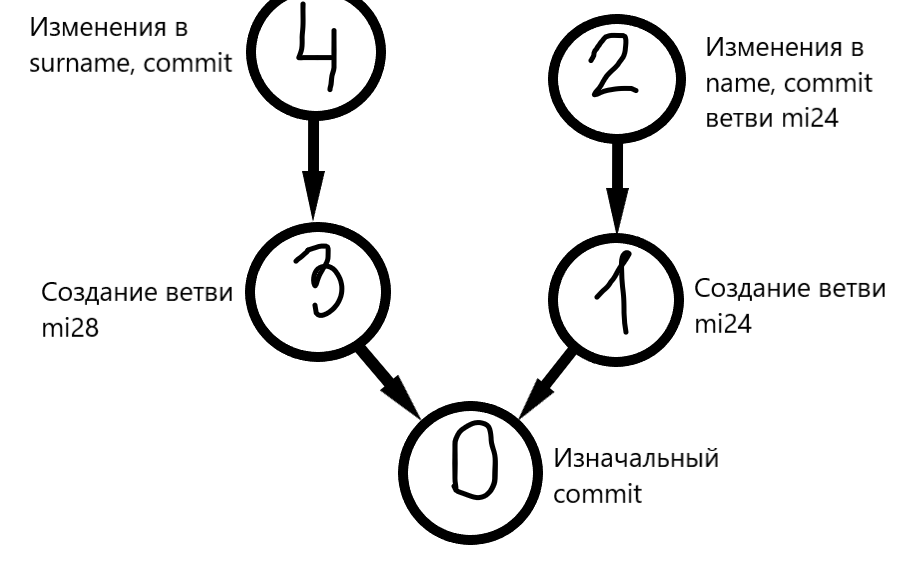 Изменения в
surname, commit
4
2
Изменения в
name, commit
ветви mi24
Создание ветви
mi28
3
1
Создание ветви
mi24
0
Изначальный
commit